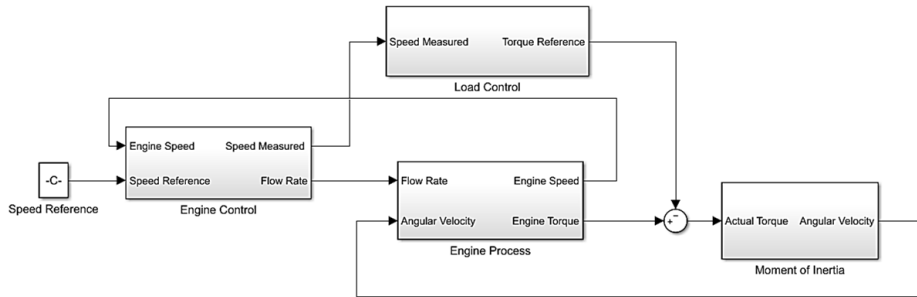 Speed Measured Torque Reference
Load Control
Engine Speed Speed Measured
-C-
Speed Reference Flow Rate
Speed Reference
Engine Control
Flow Rate Engine Speed
Angular Velocity Engine Torque
Engine Process
+ −
Actual Torque Angular Velocity
Moment of Inertia